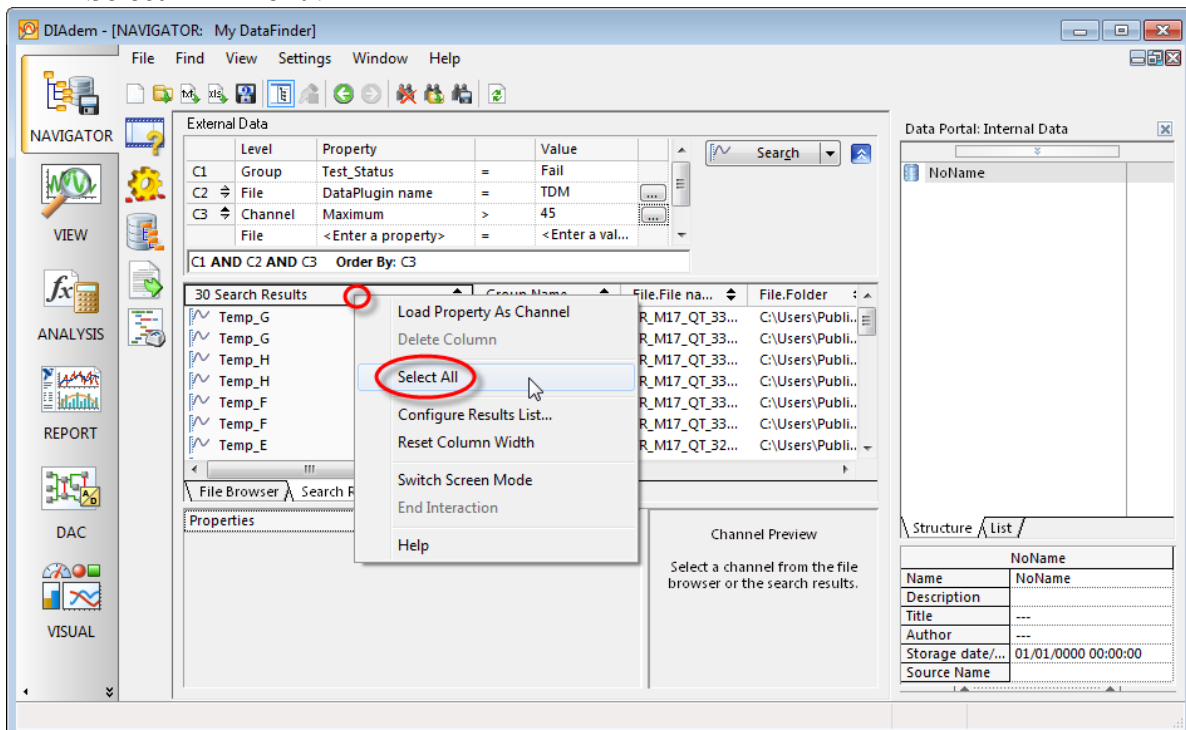 DIAdem - [NAVIGATOR: My DataFinder]
File Find View Settings Window Help
NAVIGATOR
VIEW
ANALYSIS
REPORT
DAC
VISUAL
External Data
Level Property Value
C1 Group Test_Status = Fail
C2 File DataPlugin name = TDM ...
C3 Channel Maximum > 45 ...
File <Enter a property> = <Enter a val...
C1 AND C2 AND C3 Order By: C3
Search
30 Search Results Group Name File.File na... File.Folder
Temp_G R_M17_QT_33... C:\Users\Publi..
Temp_G R_M17_QT_33... C:\Users\Publi..
Temp_H R_M17_QT_33... C:\Users\Publi..
Temp_H R_M17_QT_33... C:\Users\Publi..
Temp_F R_M17_QT_33... C:\Users\Publi..
Temp_F R_M17_QT_33... C:\Users\Publi..
Temp_E R_M17_QT_32... C:\Users\Publi..
Load Property As Channel
Delete Column
Select All
Configure Results List...
Reset Column Width
Switch Screen Mode
End Interaction
Help
File Browser Search R
Properties
Channel Preview
Select a channel from the file
browser or the search results.
Data Portal: Internal Data
NoName
Structure List
NoName
Name NoName
Description
Title ---
Author ---
Storage date/... 01/01/0000 00:00:00
Source Name